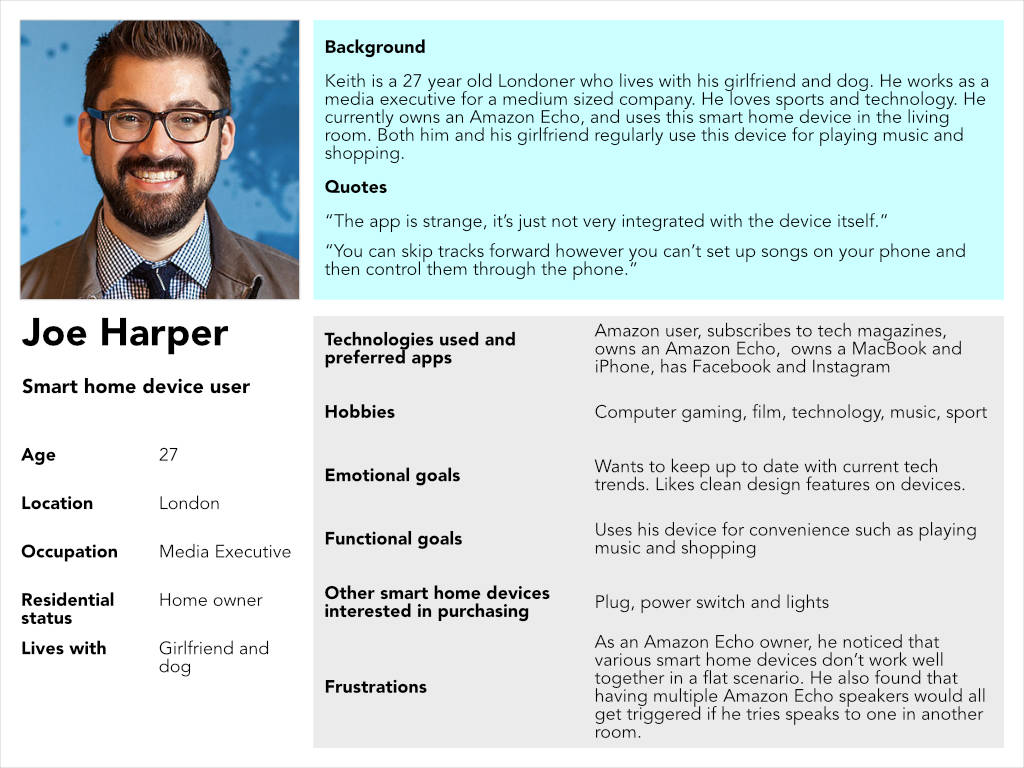 Background
Keith is a 27 year old Londoner who lives with his girlfriend and dog. He works as a
media executive for a medium sized company. He loves sports and technology. He
currently owns an Amazon Echo, and uses this smart home device in the living
room. Both him and his girlfriend regularly use this device for playing music and
shopping.
Quotes
“The app is strange, it’s just not very integrated with the device itself.”
“You can skip tracks forward however you can’t set up songs on your phone and
then control them through the phone.”
Joe Harper
Smart home device user
Age 27
Location London
Occupation Media Executive
Residential Home owner
status
Lives with Girlfriend and
dog
Technologies used and
preferred apps
Amazon user, subscribes to tech magazines,
owns an Amazon Echo,  owns a MacBook and
iPhone, has Facebook and Instagram
Hobbies
Computer gaming, film, technology, music, sport
Emotional goals
Wants to keep up to date with current tech
trends. Likes clean design features on devices.
Functional goals
Uses his device for convenience such as playing
music and shopping
Other smart home devices
interested in purchasing
Plug, power switch and lights
Frustrations
As an Amazon Echo owner, he noticed that
various smart home devices don’t work well
together in a flat scenario. He also found that
having multiple Amazon Echo speakers would all
get triggered if he tries speaks to one in another
room.